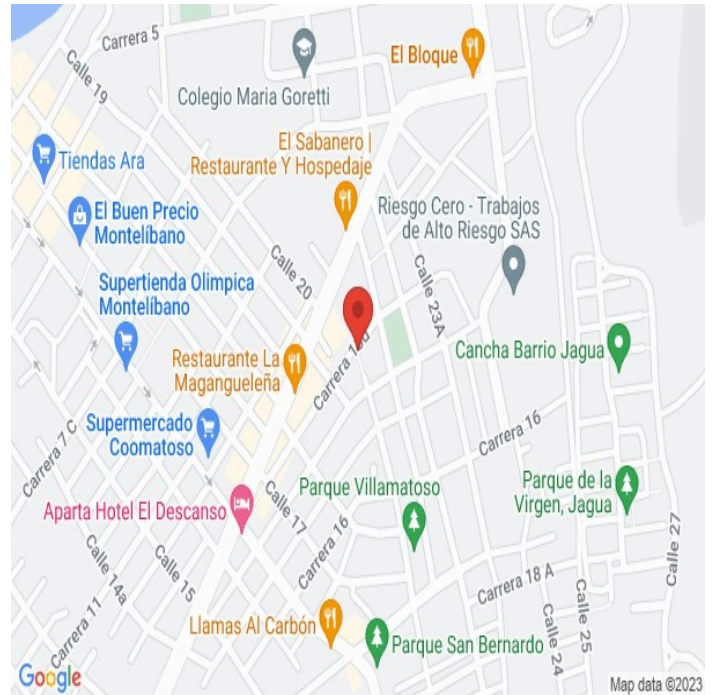 Carrera 5
El Bloque
Colegio Maria Goretti
Calle 19
El Sabanero |
Restaurante Y Hospedaje
Tiendas Ara
El Buen Precio
Montelíbano
Riesgo Cero - Trabajos
de Alto Riesgo SAS
Calle 20
Calle 23A
Supertienda Olimpica
Montelíbano
Cancha Barrio Jagua
Restaurante La
Magangueleña
Carrera
Carrera 7 C
Supermercado
Coomatoso
Carrera 16
Parque Villamatoso
Parque de la
Virgen, Jagua
Aparta Hotel El Descanso
Calle 17
Carrera 16
Calle 27
Calle 14a
Calle 15
Carrera 18 A
Carrera 11
Llamas Al Carbón
Parque San Bernardo
Calle 24
Calle 25
Google
Map data ©2023